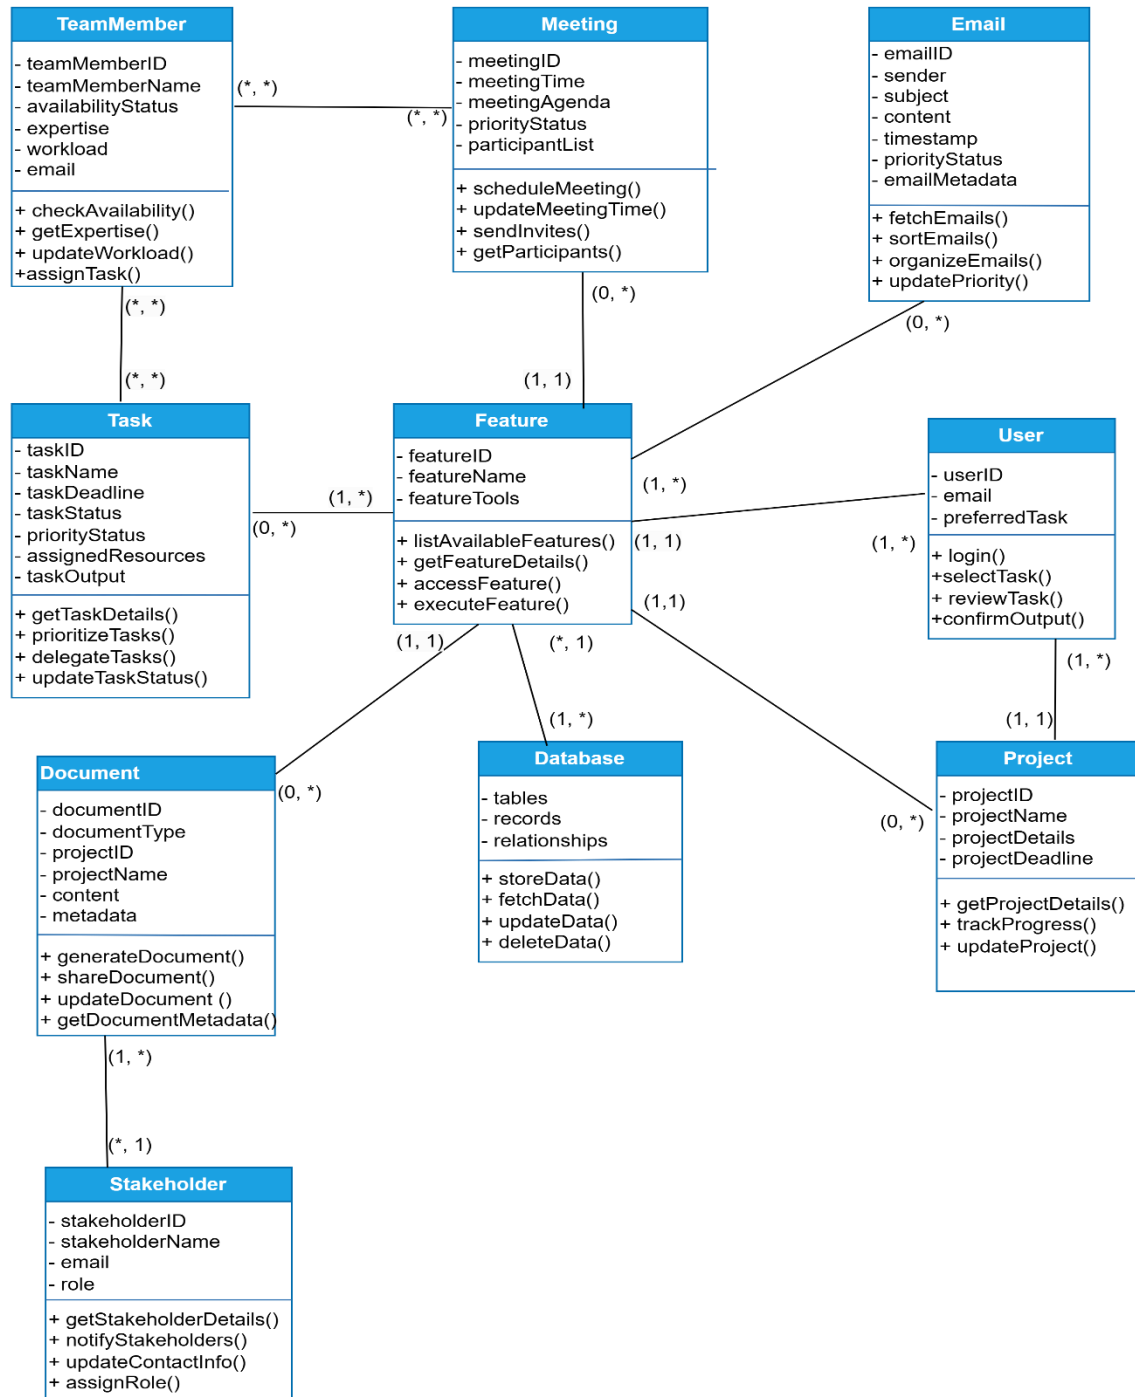 TeamMember
- teamMemberID
- teamMemberName
- availabilityStatus
- expertise
- workload
- email
+ checkAvailability()
+ getExpertise()
+ updateWorkload()
+assignTask()
(*, *)
(*, *)
Meeting
- meetingID
- meetingTime
- meetingAgenda
- priorityStatus
- participantList
+ scheduleMeeting()
+ updateMeetingTime()
+ sendInvites()
+ getParticipants()
Email
- emailID
- sender
- subject
- content
- timestamp
- priorityStatus
- emailMetadata
+ fetchEmails()
+ sortEmails()
+ organizeEmails()
+ updatePriority()
(*, *)
(*, *)
(0, *)
(1, 1)
(0, *)
Task
- taskID
- taskName
- taskDeadline
- taskStatus
- priorityStatus
- assignedResources
- taskOutput
+ getTaskDetails()
+ prioritizeTasks()
+ delegateTasks()
+ updateTaskStatus()
(1, *)
(0, *)
Feature
- featureID
- featureName
- featureTools
+ listAvailableFeatures()
+ getFeatureDetails()
+ accessFeature()
+ executeFeature()
(1, *)
(1, 1)
(1,1)
(1, *)
User
- userID
- email
- preferredTask
+ login()
+selectTask()
+ reviewTask()
+confirmOutput()
(1, 1)
(*, 1)
(1, *)
(1, 1)
(1, *)
(0, *)
(0, *)
Document
- documentID
- documentType
- projectID
- projectName
- content
- metadata
+ generateDocument()
+ shareDocument()
+ updateDocument ()
+ getDocumentMetadata()
Database
- tables
- records
- relationships
+ storeData()
+ fetchData()
+ updateData()
+ deleteData()
Project
- projectID
- projectName
- projectDetails
- projectDeadline
+ getProjectDetails()
+ trackProgress()
+ updateProject()
(1, *)
(*, 1)
Stakeholder
- stakeholderID
- stakeholderName
- email
- role
+ getStakeholderDetails()
+ notifyStakeholders()
+ updateContactInfo()
+ assignRole()